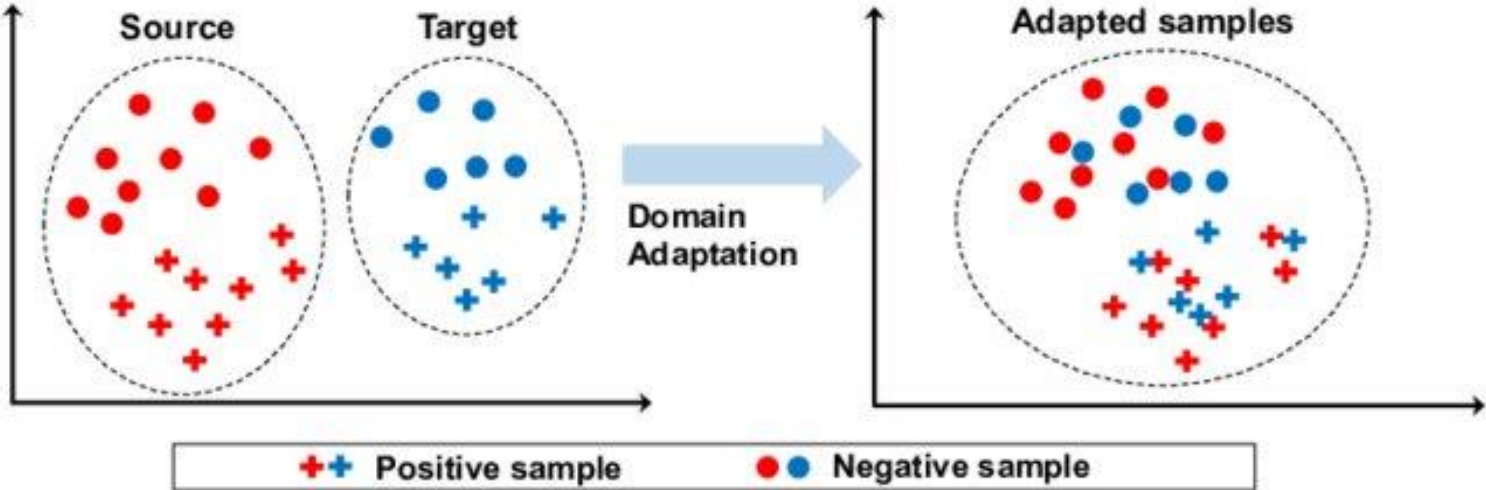 Source
Target
Adapted samples
Domain
Adaptation
Positive sample
Negative sample